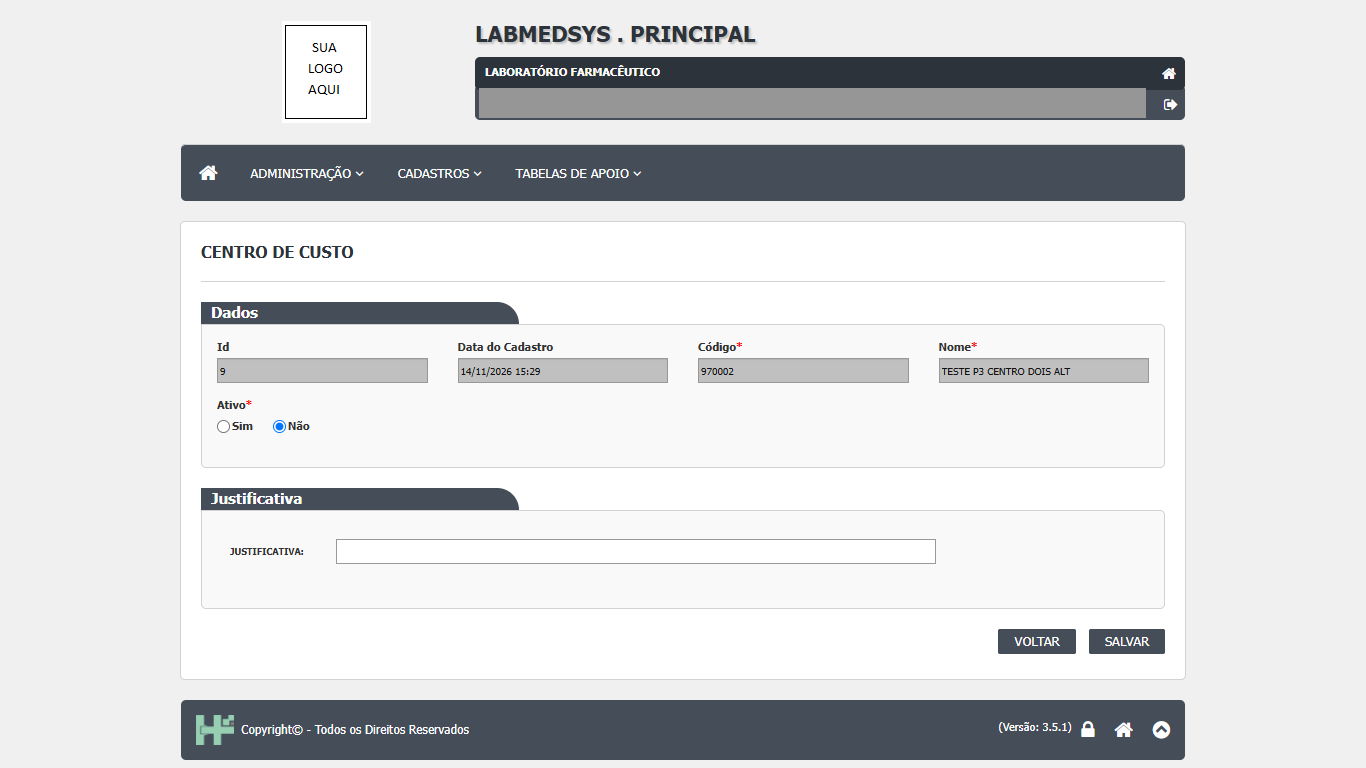 SUA
LOGO
AQUI
LABMEDSYS . PRINCIPAL
LABORATÓRIO FARMACÊUTICO
ADMINISTRAÇÃO
CADASTROS
TABELAS DE APOIO
CENTRO DE CUSTO
Dados
Id
Data do Cadastro
Código*
Nome*
9
14/11/2026 15:29
970002
TESTE P3 CENTRO DOIS ALT
Ativo*
Sim
Não
Justificativa
JUSTIFICATIVA:
VOLTAR
SALVAR
Copyright© - Todos os Direitos Reservados
(Versão: 3.5.1)